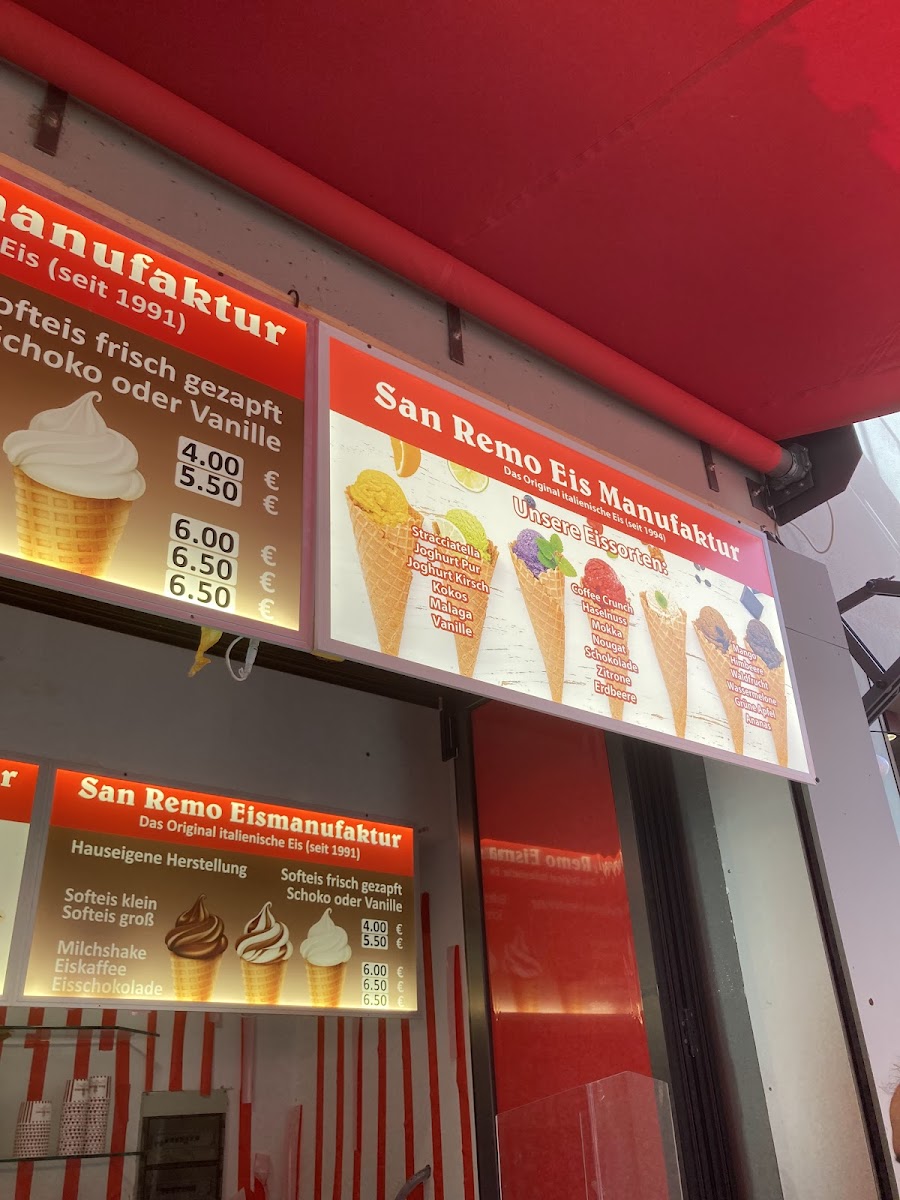 manufaktur
Eis (seit 1991)
ofteis frisch gezapft
Schoko oder Vanille
4.00 €
5.50 €
6.00 €
6.50 €
6.50 €
San Remo Eis Manufaktur
Das Original italienische Eis (seit 1994)
Unsere Eissorten:
Stracciatella
Joghurt Pur
Joghurt Kirsch
Kokos
Malaga
Vanille
Coffee Crunch
Haselnuss
Mokka
Nougat
Schokolade
Zitrone
Erdbeere
Mango
Himbeere
Waldfrucht
Wassermelone
Grüne Apfel
Ananas
r
San Remo Eismanufaktur
Das Original italienische Eis (seit 1991)
Hauseigene Herstellung
Softeis frisch gezapft
Schoko oder Vanille
Softeis klein 4.00 €
Softeis groß 5.50 €
Milchshake 6.00 €
Eiskaffee 6.50 €
Eisschokolade 6.50 €